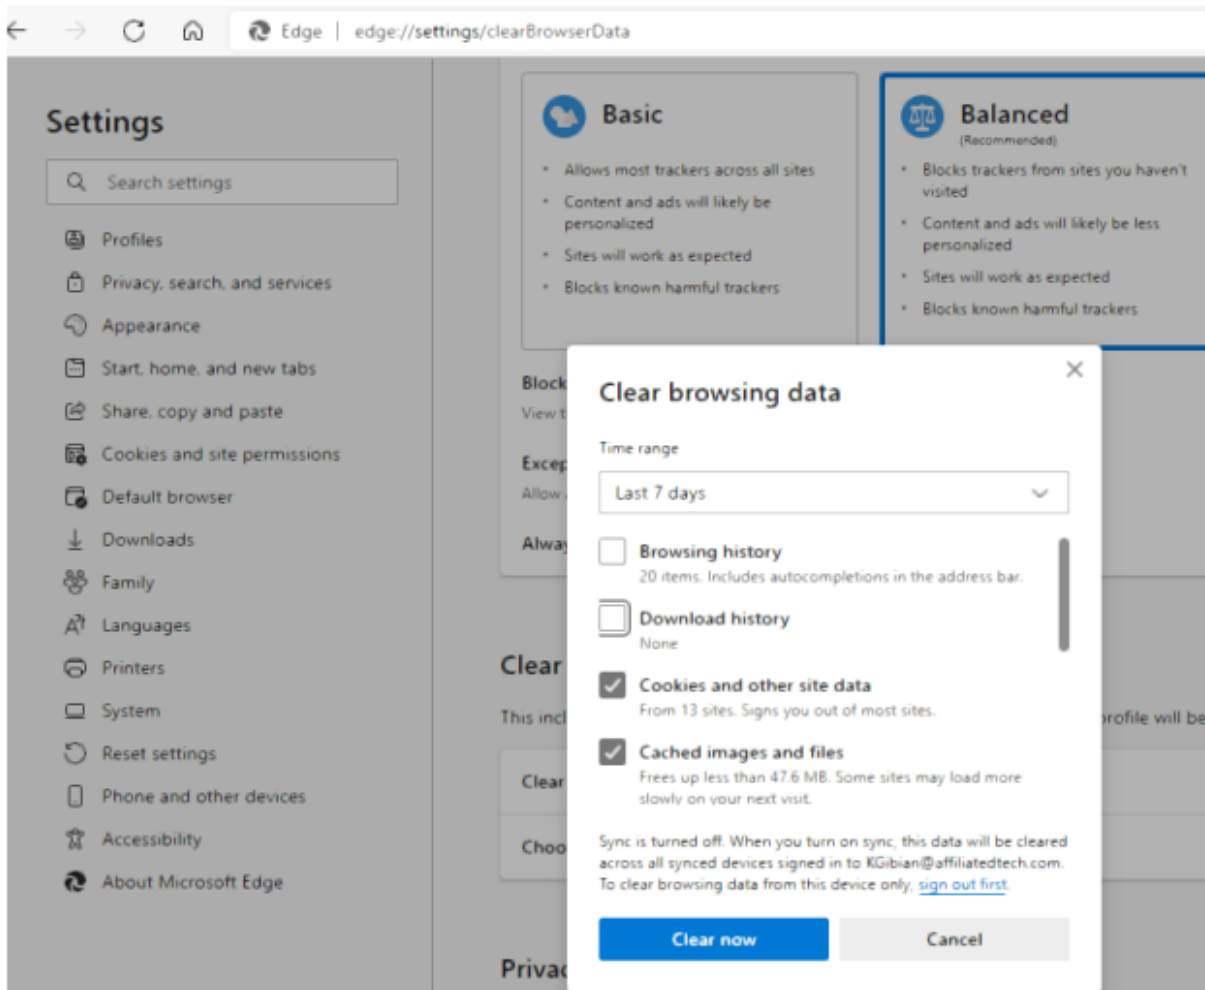 Edge | edge://settings/clearBrowserData
Settings
Search settings
Profiles
Privacy, search, and services
Appearance
Start, home, and new tabs
Share, copy and paste
Cookies and site permissions
Default browser
Downloads
Family
Languages
Printers
System
Reset settings
Phone and other devices
Accessibility
About Microsoft Edge
Basic
• Allows most trackers across all sites
• Content and ads will likely be
personalized
• Sites will work as expected
• Blocks known harmful trackers
Balanced
(Recommended)
• Blocks trackers from sites you haven't
visited
• Content and ads will likely be less
personalized
• Sites will work as expected
• Blocks known harmful trackers
Block
View t
Excep
Allow
Alway
Clear
This incl
profile will be
Clear
Choo
Privac
Clear browsing data
Time range
Last 7 days
Browsing history
20 items. Includes autocompletions in the address bar.
Download history
None
Cookies and other site data
From 13 sites. Signs you out of most sites.
Cached images and files
Frees up less than 47.6 MB. Some sites may load more
slowly on your next visit.
Sync is turned off. When you turn on sync, this data will be cleared
across all synced devices signed in to KGibian@affiliatedtech.com.
To clear browsing data from this device only, sign out first.
Clear now
Cancel